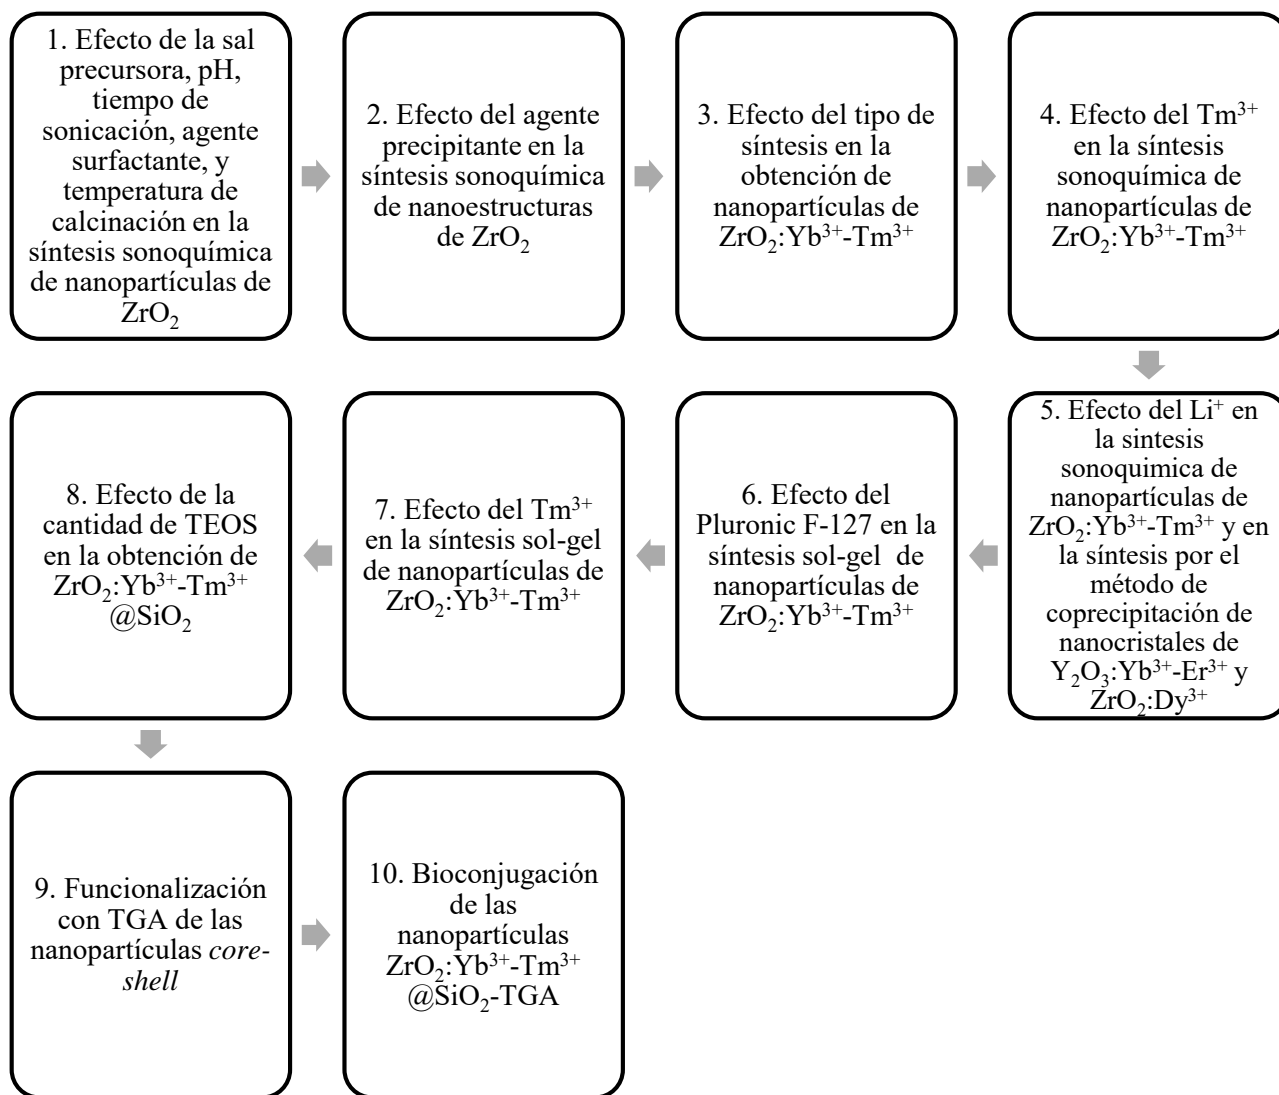 1. Efecto de la sal
precursora, pH,
tiempo de
sonicación, agente
surfactante, y
temperatura de
calcinación en la
síntesis sonoquímica
de nanopartículas de
ZrO₂
2. Efecto del agente
precipitante en la
síntesis sonoquímica
de nanoestructuras
de ZrO₂
3. Efecto del tipo de
síntesis en la
obtención de
nanopartículas de
ZrO₂:Yb³⁺-Tm³⁺
4. Efecto del Tm³⁺
en la síntesis
sonoquímica de
nanopartículas de
ZrO₂:Yb³⁺-Tm³⁺
5. Efecto del Li⁺ en
la sintesis
sonoquimica de
nanopartículas de
ZrO₂:Yb³⁺-Tm³⁺ y en
la síntesis por el
método de
coprecipitación de
nanocristales de
Y₂O₃:Yb³⁺-Er³⁺ y
ZrO₂:Dy³⁺
6. Efecto del
Pluronic F-127 en la
síntesis sol-gel de
nanopartículas de
ZrO₂:Yb³⁺-Tm³⁺
7. Efecto del Tm³⁺
en la síntesis sol-gel
de nanopartículas de
ZrO₂:Yb³⁺-Tm³⁺
8. Efecto de la
cantidad de TEOS
en la obtención de
ZrO₂:Yb³⁺-Tm³⁺
@SiO₂
9. Funcionalización
con TGA de las
nanopartículas core-
shell
10. Bioconjugación
de las
nanopartículas
ZrO₂:Yb³⁺-Tm³⁺
@SiO₂-TGA